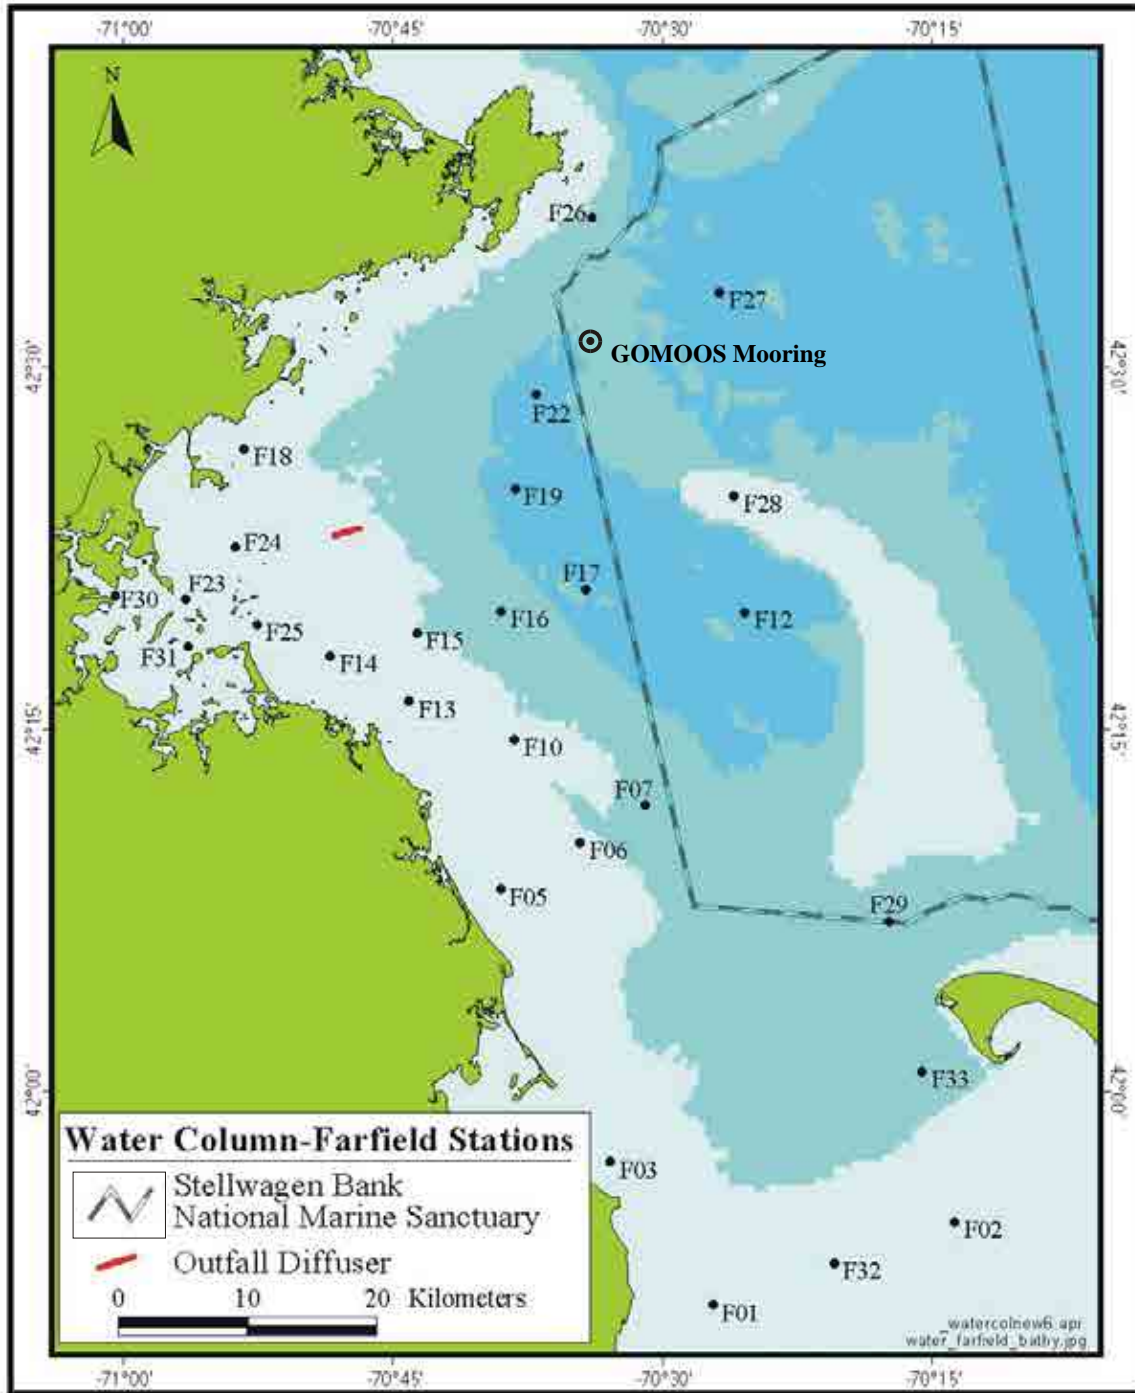 -71°00'
-70°45'
-70°30'
-70°15'
N
F26
F27
GOMOOS Mooring
42°30'
42°30'
F22
F18
F19
F28
F24
F17
F23
F30
F16
F12
F25
F15
F31
F14
F13
42°15'
42°15'
F10
F07
F06
F05
F29
F33
42°00'
42°00'
Water Column-Farfield Stations
Stellwagen Bank
National Marine Sanctuary
Outfall Diffuser
0 10 20 Kilometers
F03
F02
F32
F01
_watercolnew6.apr
water_farfield_bathy.jpg
-71°00'
-70°45'
-70°30'
-70°15'